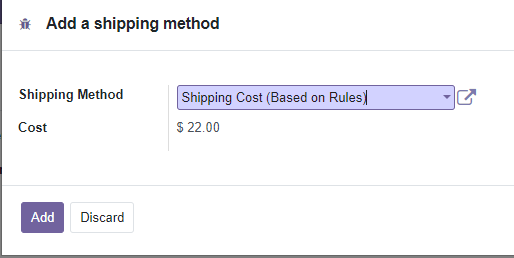 Add a shipping method
Shipping Method
Shipping Cost (Based on Rules)
Cost
$ 22.00
Add
Discard